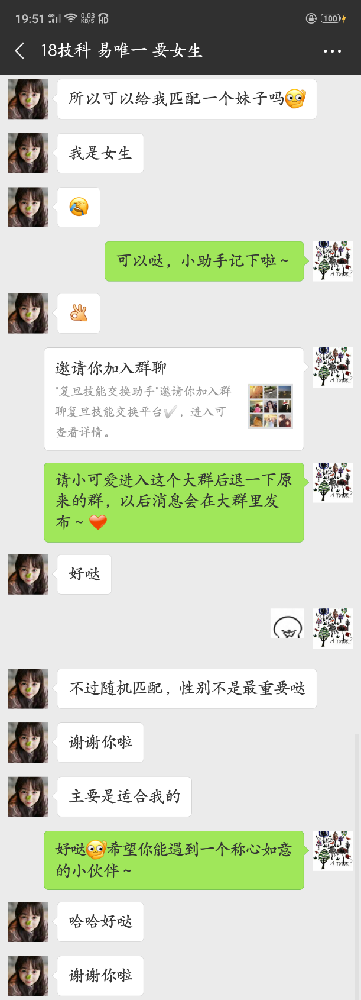 19:51 4G 0.03 KB/S HD 100
18技科 易唯一 要女生
所以可以给我匹配一个妹子吗
我是女生
可以哒，小助手记下啦～
邀请你加入群聊
"复旦技能交换助手"邀请你加入群
聊复旦技能交换平台✓，进入可
查看详情。
请小可爱进入这个大群后退一下原
来的群，以后消息会在大群里发
布～
好哒
不过随机匹配，性别不是最重要哒
谢谢你啦
主要是适合我的
好哒希望你能遇到一个称心如意
的小伙伴～
哈哈好哒
谢谢你啦